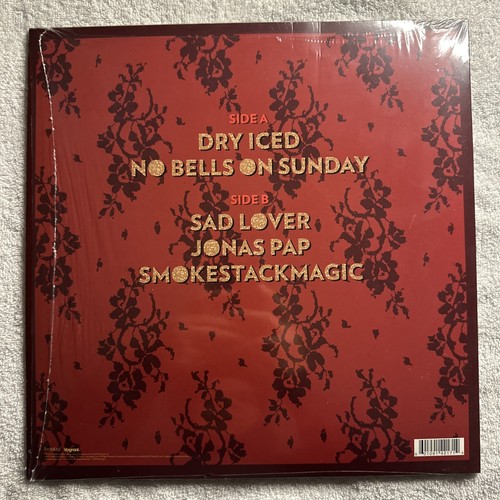 SIDE A
DRY ICED
NO BELLS ON SUNDAY
SIDE B
SAD LOVER
JONAS PAP
SMOKESTACKMAGIC